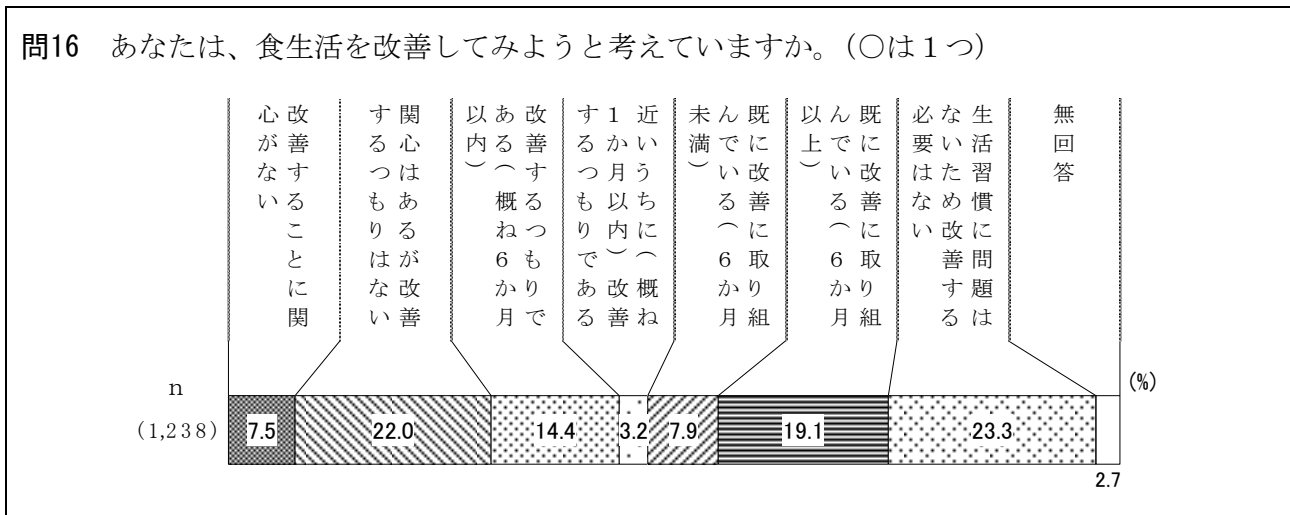 問16 あなたは、食生活を改善してみようと考えていますか。（○は１つ）
改善することに関
心がない
関心はあるが改善
するつもりはない
改善するつもりで
ある（概ね６か月
以内）
近いうちに（概ね
１か月以内）改善
するつもりである
既に改善に取り組
んでいる（６か月
未満）
既に改善に取り組
んでいる（６か月
以上）
生活習慣に問題は
ないため改善する
必要はない
無回答
n
(1,238)
(%)
7.5
22.0
14.4
3.2
7.9
19.1
23.3
2.7